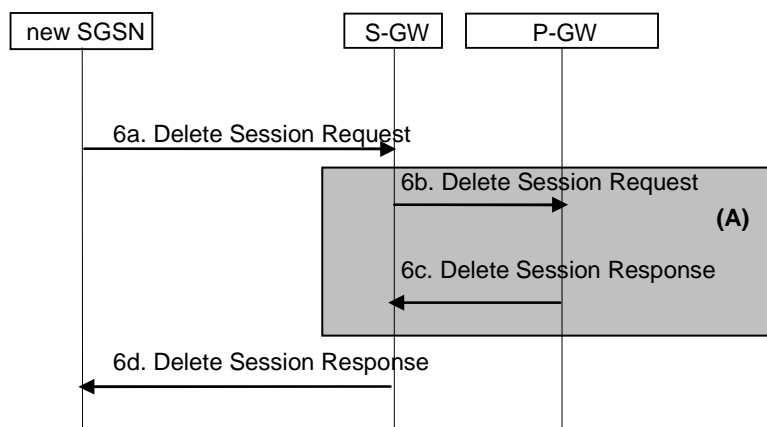 new SGSN
S-GW
P-GW
6a. Delete Session Request
6b. Delete Session Request
(A)
6c. Delete Session Response
6d. Delete Session Response